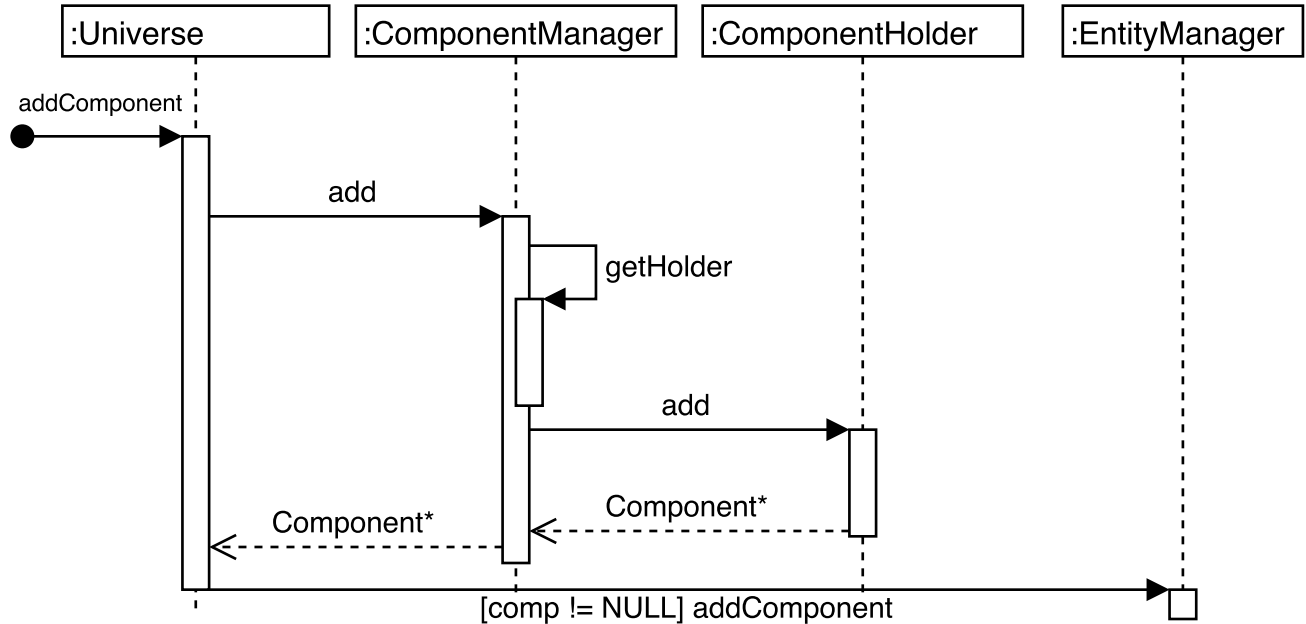 :Universe
:ComponentManager
:ComponentHolder
:EntityManager
addComponent
add
getHolder
add
Component*
Component*
[comp != NULL] addComponent